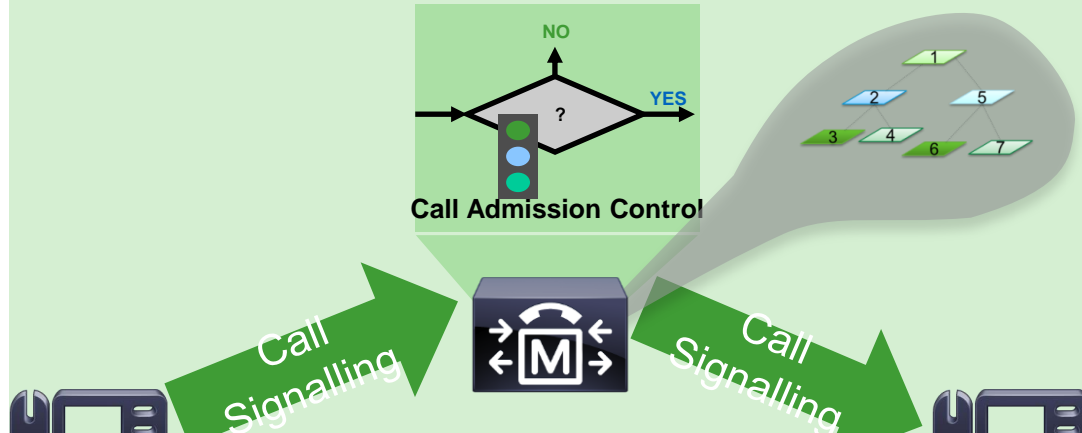 NO
YES
?
Call Admission Control
1
2
5
3
4
6
7
M
Call
Signalling
Call
Signalling